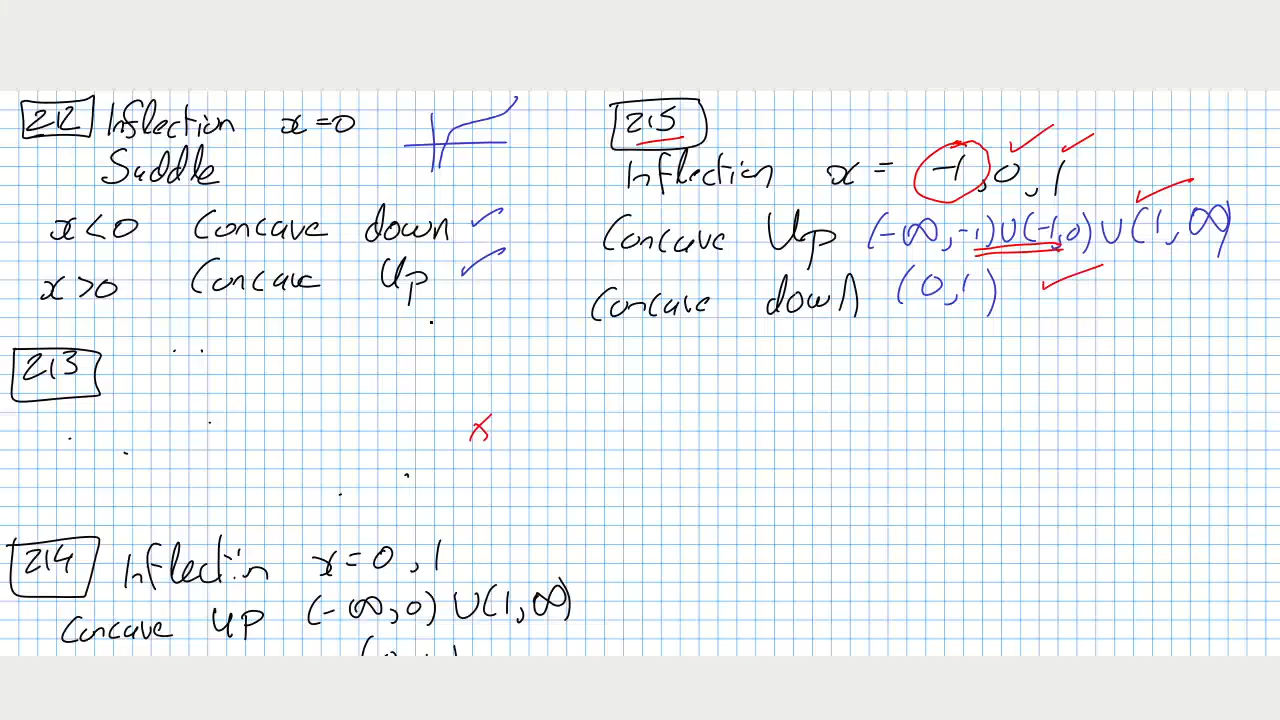 212 Inflection x=0
Saddle
x<0 Concave down
x>0 Concave Up
213
214 Inflectin x=0,1
Concave up (-∞,0) U(1,∞)
215
Inflection x = -1,0,1
Concave Up (-∞,-1)U(-1,0)U(1,∞)
Concave down (0,1)